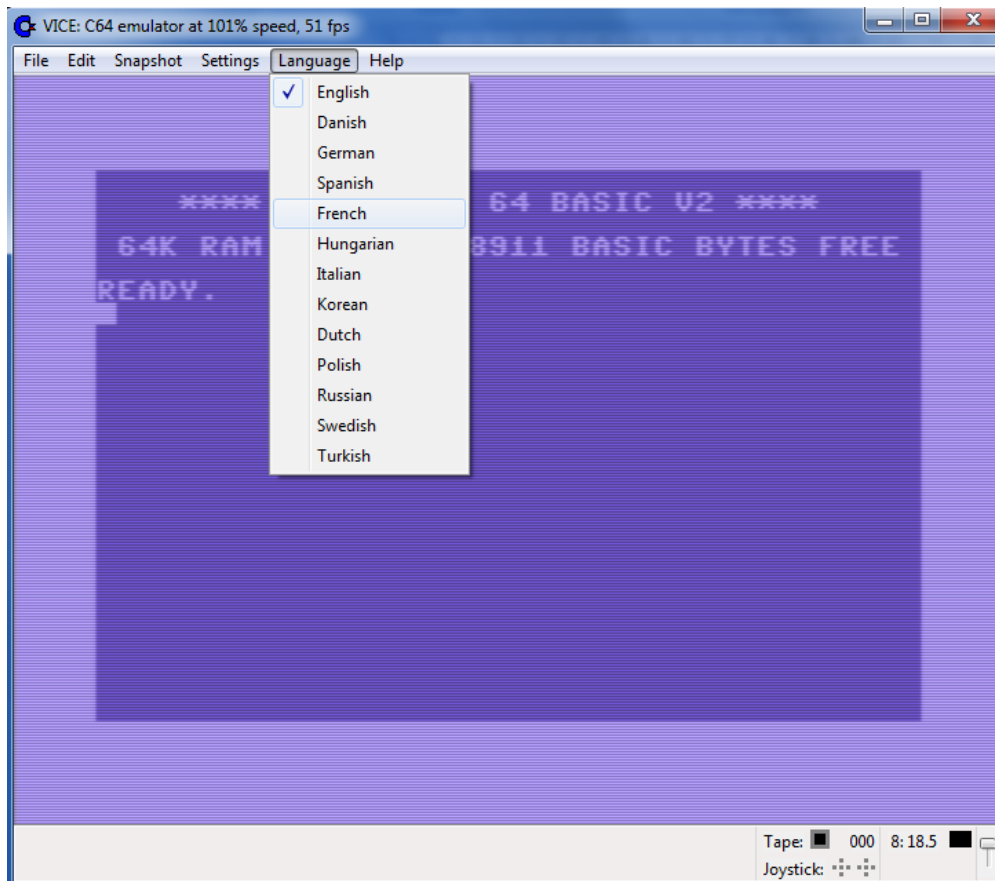 VICE: C64 emulator at 101% speed, 51 fps
File Edit Snapshot Settings Language Help
English
Danish
German
Spanish
French
Hungarian
Italian
Korean
Dutch
Polish
Russian
Swedish
Turkish
**** 64 BASIC V2 ****
64K RAM 8911 BASIC BYTES FREE
READY.
Tape: 000 8: 18.5
Joystick: